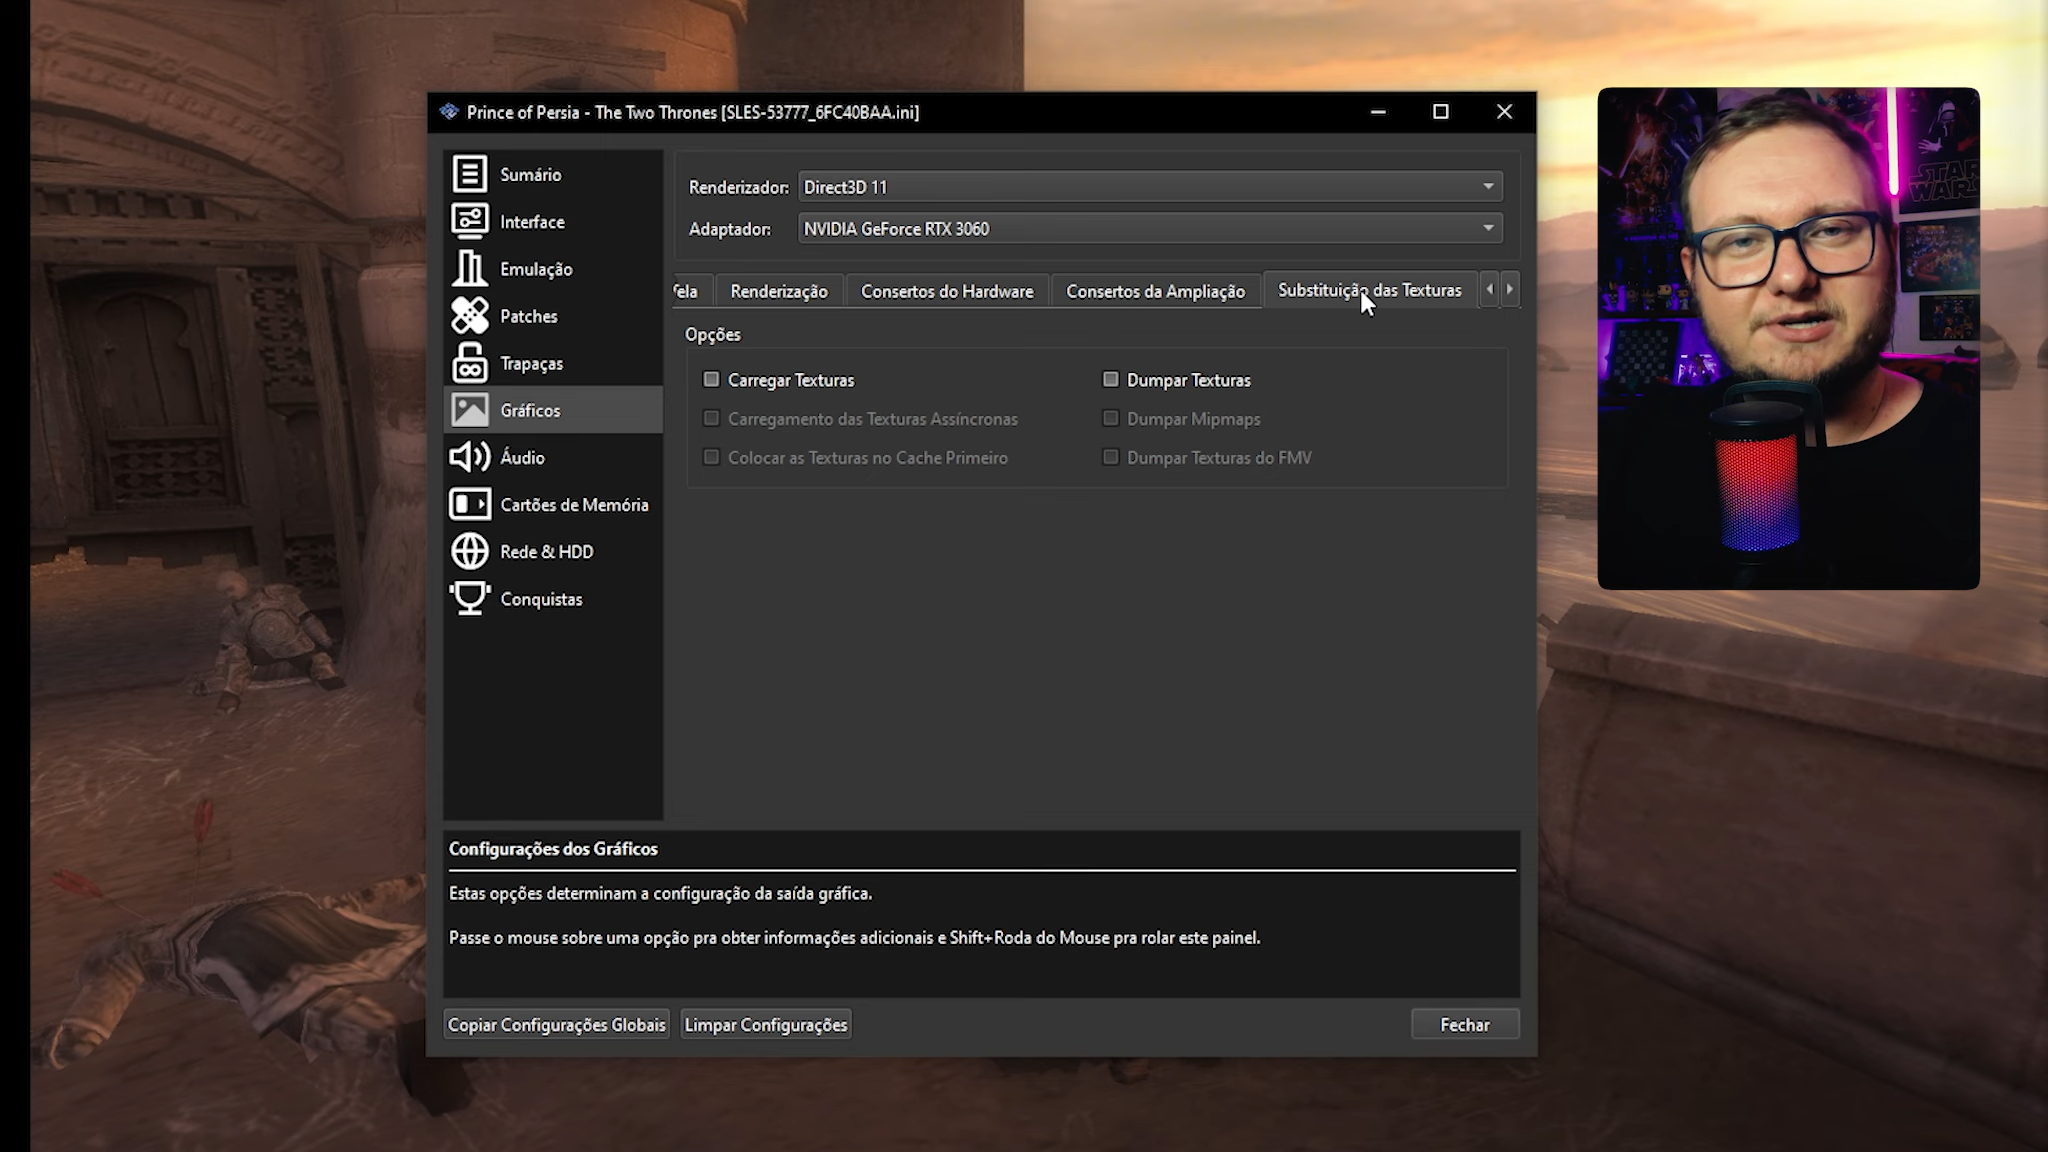 Prince of Persia - The Two Thrones [SLES-53777_6FC40BAA.ini]
Sumário
Interface
Emulação
Patches
Trapaças
Gráficos
Áudio
Cartões de Memória
Rede & HDD
Conquistas
Renderizador: Direct3D 11
Adaptador: NVIDIA GeForce RTX 3060
ela Renderização Consertos do Hardware Consertos da Ampliação Substituição das Texturas
Opções
Carregar Texturas Dumpar Texturas
Carregamento das Texturas Assíncronas Dumpar Mipmaps
Colocar as Texturas no Cache Primeiro Dumpar Texturas do FMV
Configurações dos Gráficos
Estas opções determinam a configuração da saída gráfica.
Passe o mouse sobre uma opção pra obter informações adicionais e Shift+Roda do Mouse pra rolar este painel.
Copiar Configurações Globais Limpar Configurações Fechar
STAR
WARS